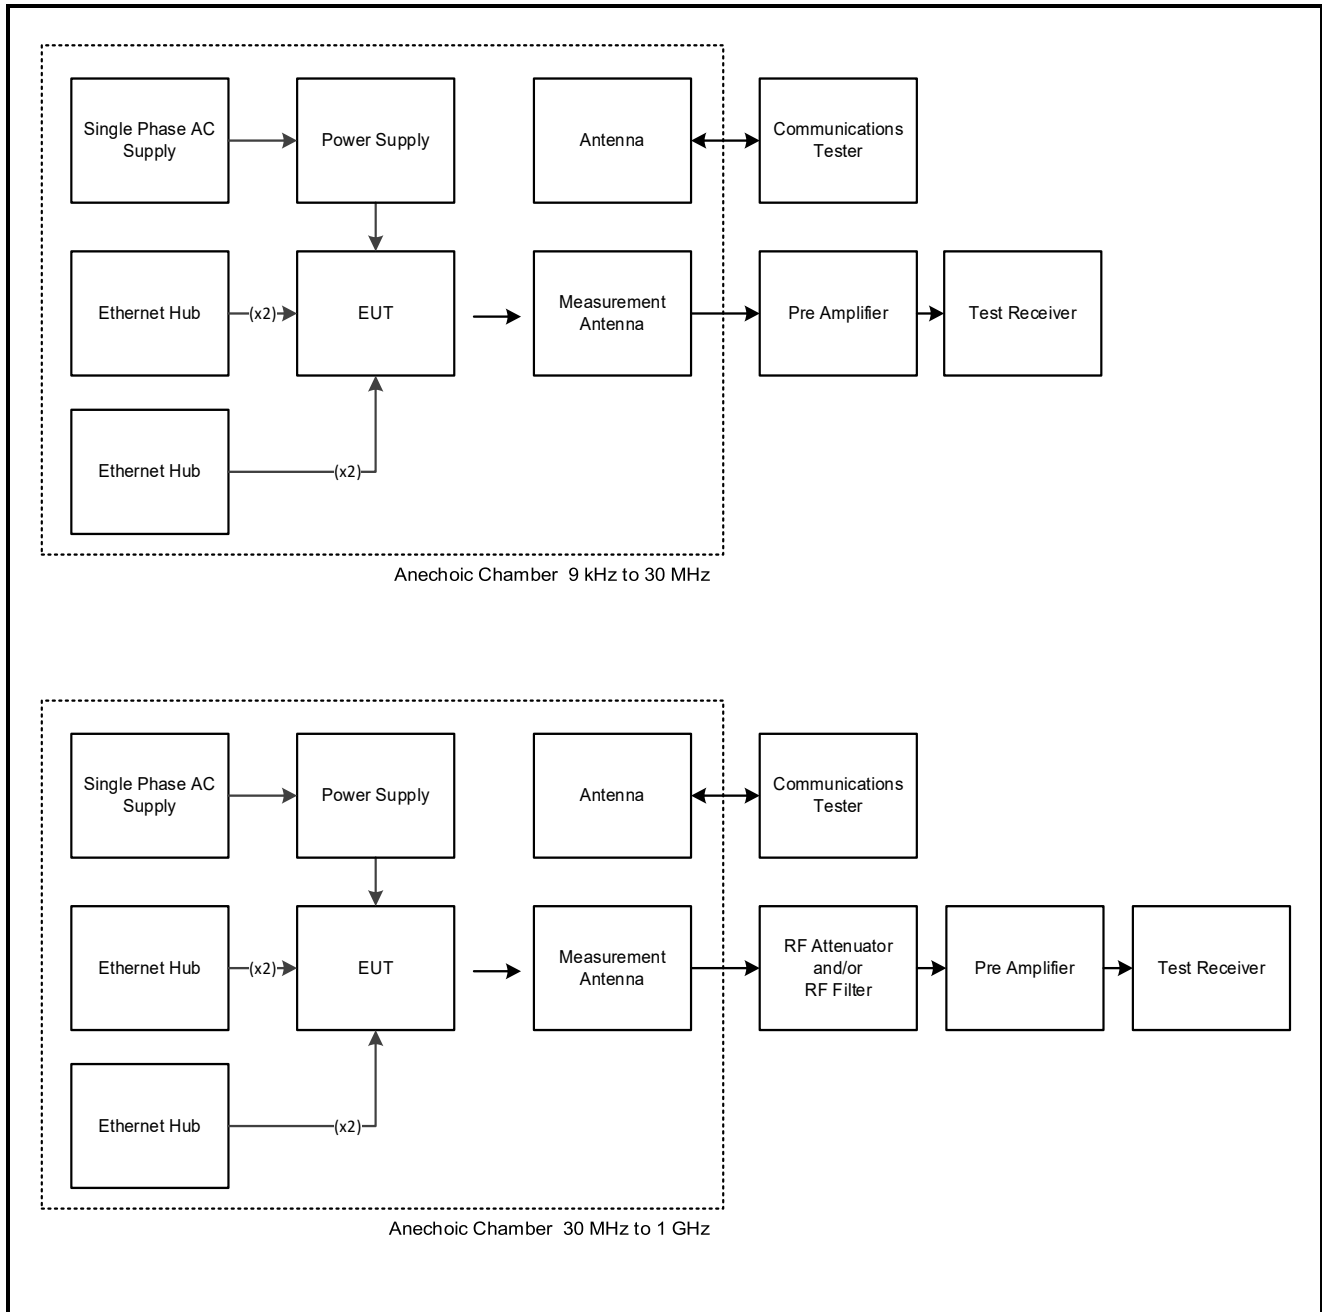 Single Phase AC
Supply
Power Supply
Antenna
Communications
Tester
Ethernet Hub
(x2)
EUT
Measurement
Antenna
Pre Amplifier
Test Receiver
Ethernet Hub
(x2)
Anechoic Chamber 9 kHz to 30 MHz
Single Phase AC
Supply
Power Supply
Antenna
Communications
Tester
Ethernet Hub
(x2)
EUT
Measurement
Antenna
RF Attenuator
and/or
RF Filter
Pre Amplifier
Test Receiver
Ethernet Hub
(x2)
Anechoic Chamber 30 MHz to 1 GHz